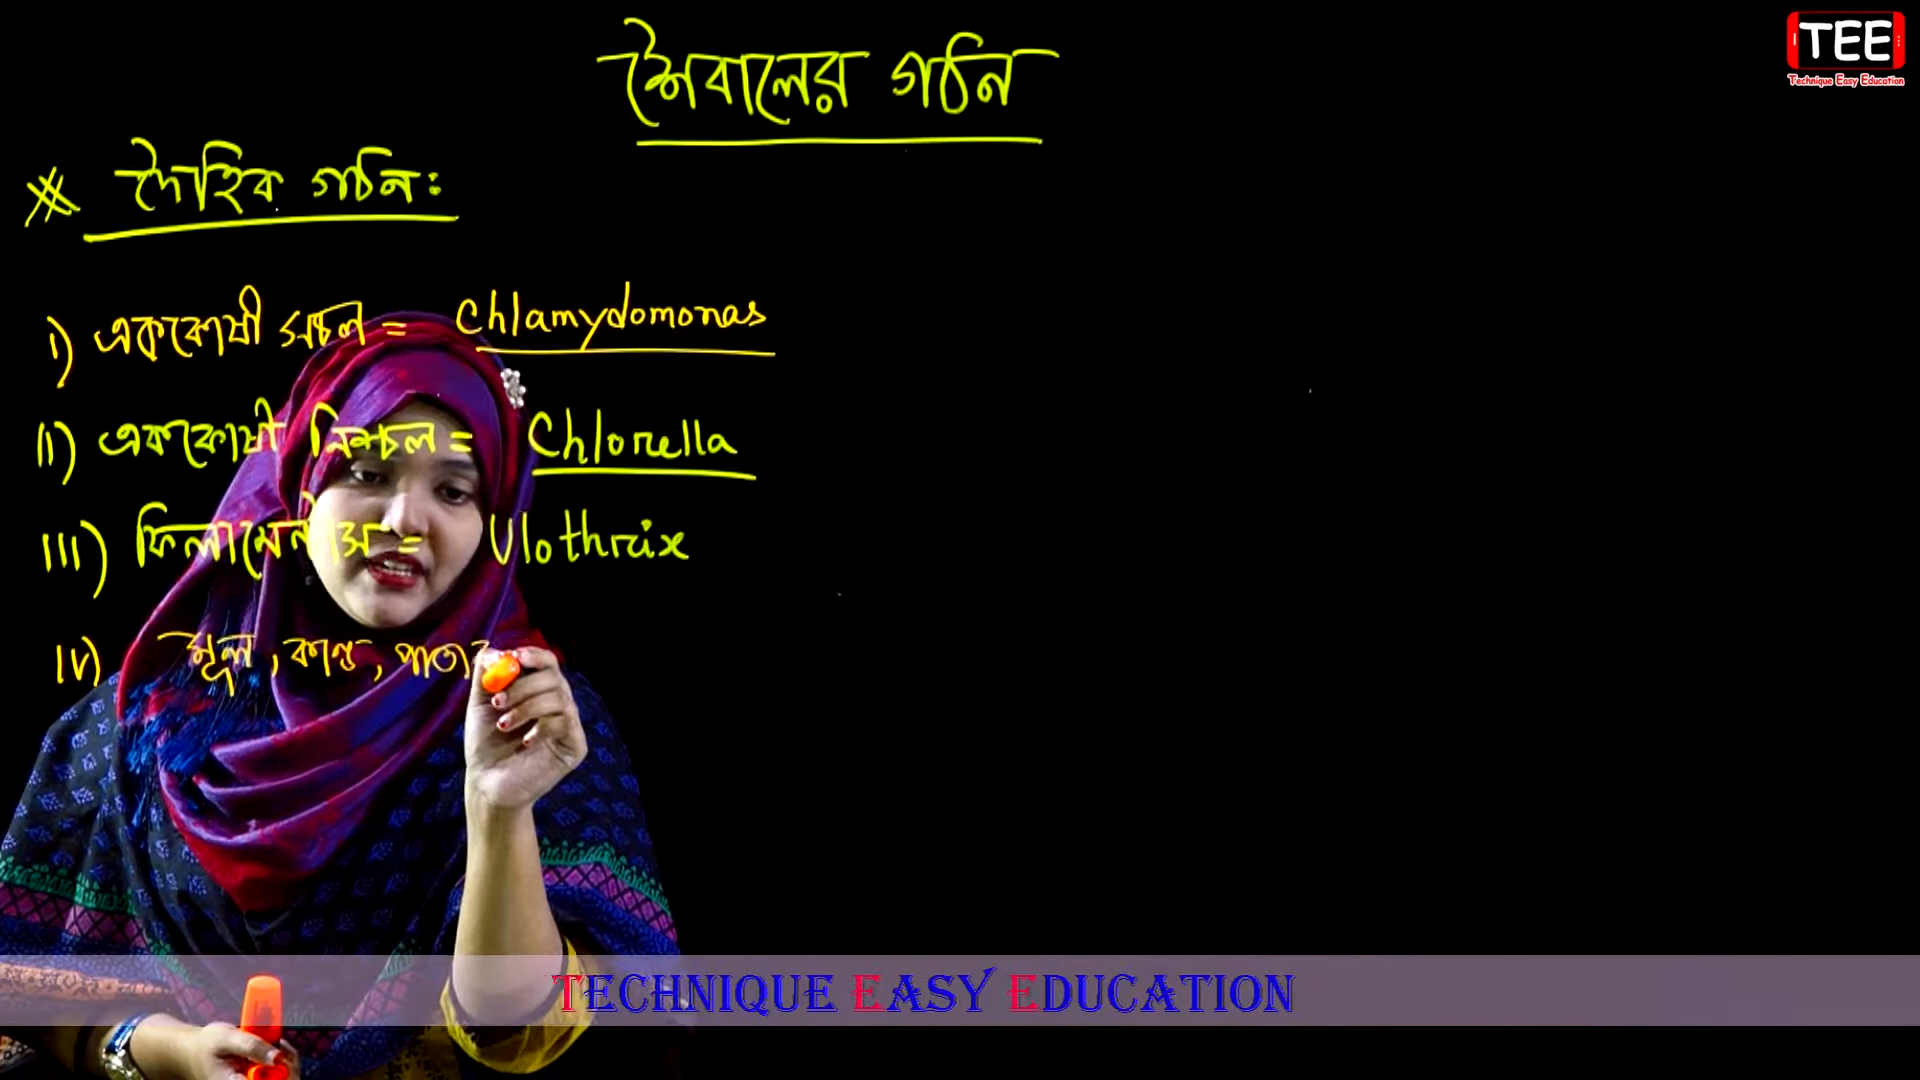 শৈবালের গঠন
TEE
Technique Easy Education
* দৈহিক গঠন:
i) এককোষী সচল = Chlamydomonas
ii) এককোষী নিশ্চল = Chlorella
iii) ফিলামেন্টাস = Ulothrix
iv) মূল, কান্ড, পাতা
TECHNIQUE EASY EDUCATION